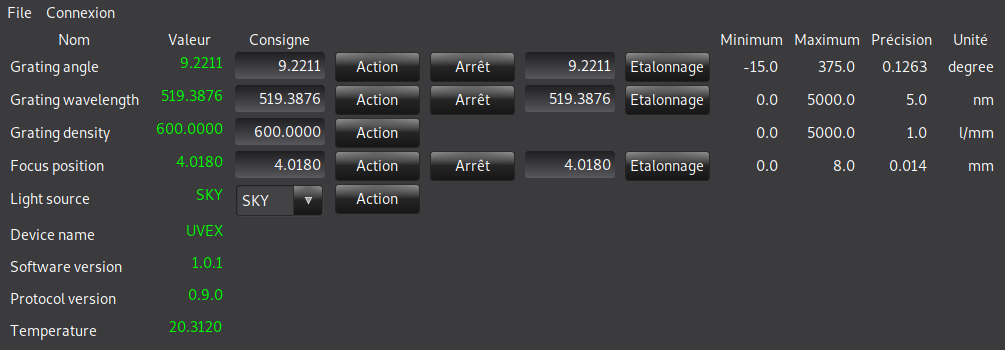 File Connexion
Nom Valeur Consigne Minimum Maximum Précision Unité
Grating angle 9.2211 9.2211 Action Arrêt 9.2211 Etalonnage -15.0 375.0 0.1263 degree
Grating wavelength 519.3876 519.3876 Action Arrêt 519.3876 Etalonnage 0.0 5000.0 5.0 nm
Grating density 600.0000 600.0000 Action 0.0 5000.0 1.0 l/mm
Focus position 4.0180 4.0180 Action Arrêt 4.0180 Etalonnage 0.0 8.0 0.014 mm
Light source SKY SKY Action
Device name UVEX
Software version 1.0.1
Protocol version 0.9.0
Temperature 20.3120